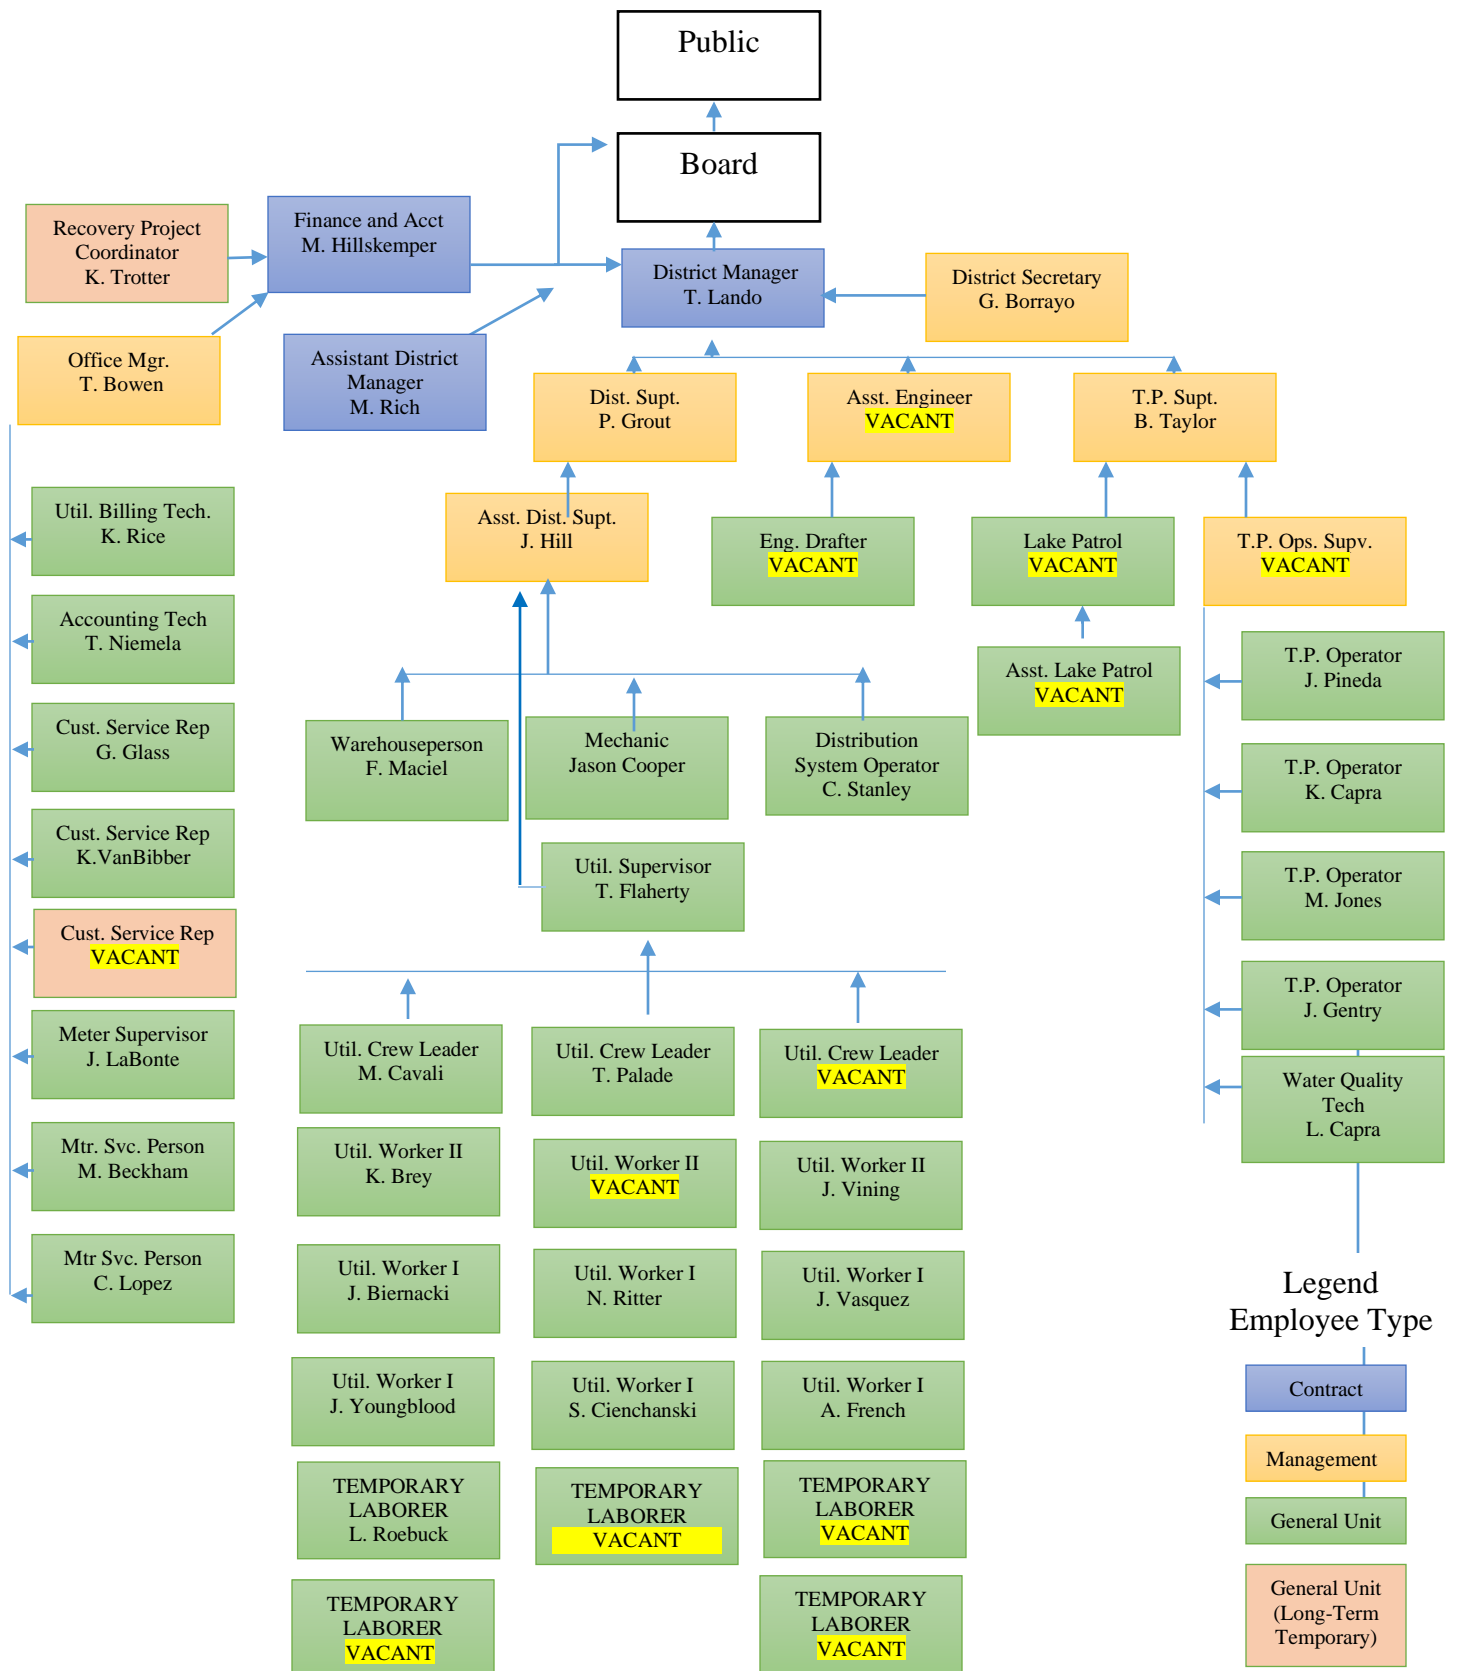 Public
Board
Recovery Project
Coordinator
K. Trotter
Finance and Acct
M. Hillskemper
District Manager
T. Lando
District Secretary
G. Borrayo
Office Mgr.
T. Bowen
Assistant District
Manager
M. Rich
Dist. Supt.
P. Grout
Asst. Engineer
VACANT
T.P. Supt.
B. Taylor
Asst. Dist. Supt.
J. Hill
Eng. Drafter
VACANT
Lake Patrol
VACANT
T.P. Ops. Supv.
VACANT
Asst. Lake Patrol
VACANT
Util. Billing Tech.
K. Rice
Accounting Tech
T. Niemela
Cust. Service Rep
G. Glass
Cust. Service Rep
K.VanBibber
Cust. Service Rep
VACANT
Meter Supervisor
J. LaBonte
Mtr. Svc. Person
M. Beckham
Mtr Svc. Person
C. Lopez
Warehouseperson
F. Maciel
Mechanic
Jason Cooper
Distribution
System Operator
C. Stanley
Util. Supervisor
T. Flaherty
Util. Crew Leader
M. Cavali
Util. Worker II
K. Brey
Util. Worker I
J. Biernacki
Util. Worker I
J. Youngblood
TEMPORARY
LABORER
L. Roebuck
TEMPORARY
LABORER
VACANT
Util. Crew Leader
T. Palade
Util. Worker II
VACANT
Util. Worker I
N. Ritter
Util. Worker I
S. Cienchanski
TEMPORARY
LABORER
VACANT
Util. Crew Leader
VACANT
Util. Worker II
J. Vining
Util. Worker I
J. Vasquez
Util. Worker I
A. French
TEMPORARY
LABORER
VACANT
TEMPORARY
LABORER
VACANT
T.P. Operator
J. Pineda
T.P. Operator
K. Capra
T.P. Operator
M. Jones
T.P. Operator
J. Gentry
Water Quality
Tech
L. Capra
Legend
Employee Type
Contract
Management
General Unit
General Unit
(Long-Term
Temporary)